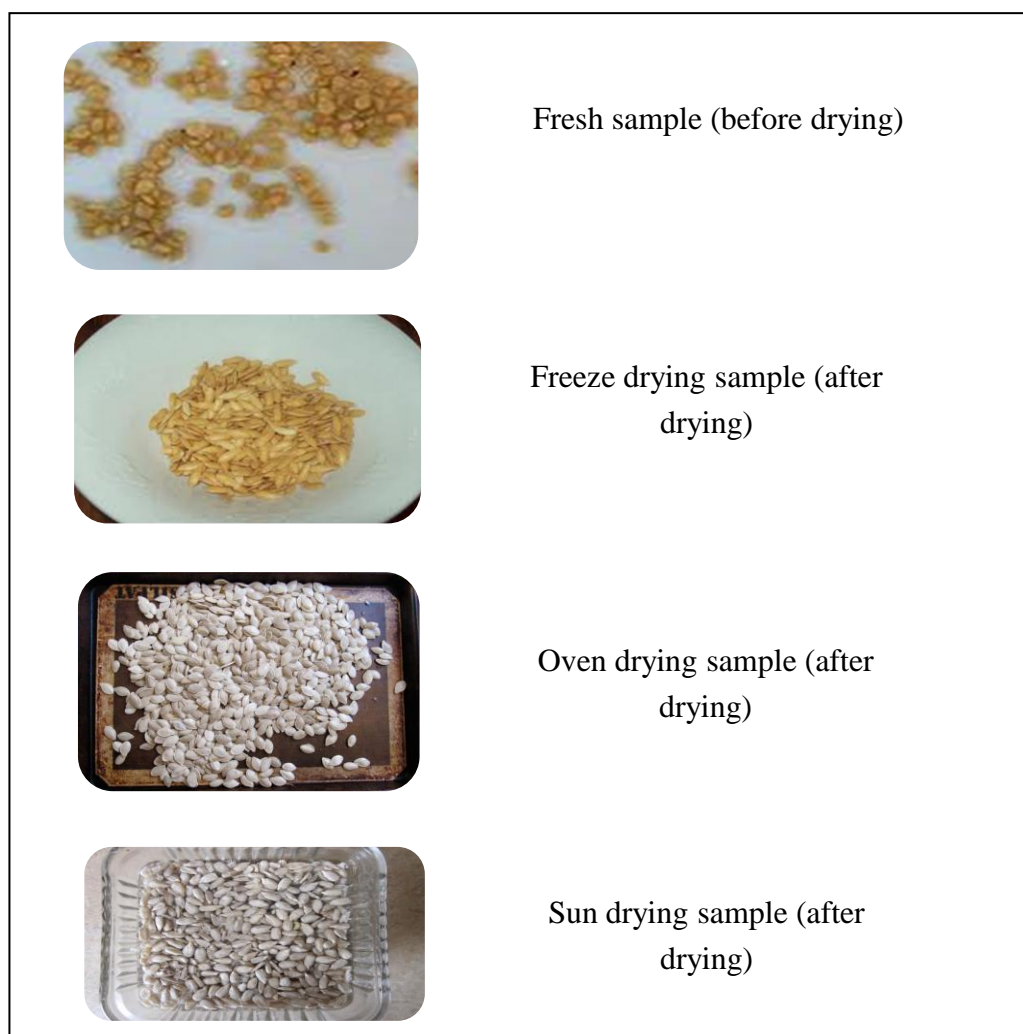 Fresh sample (before drying)
Freeze drying sample (after
drying)
Oven drying sample (after
drying)
Sun drying sample (after
drying)